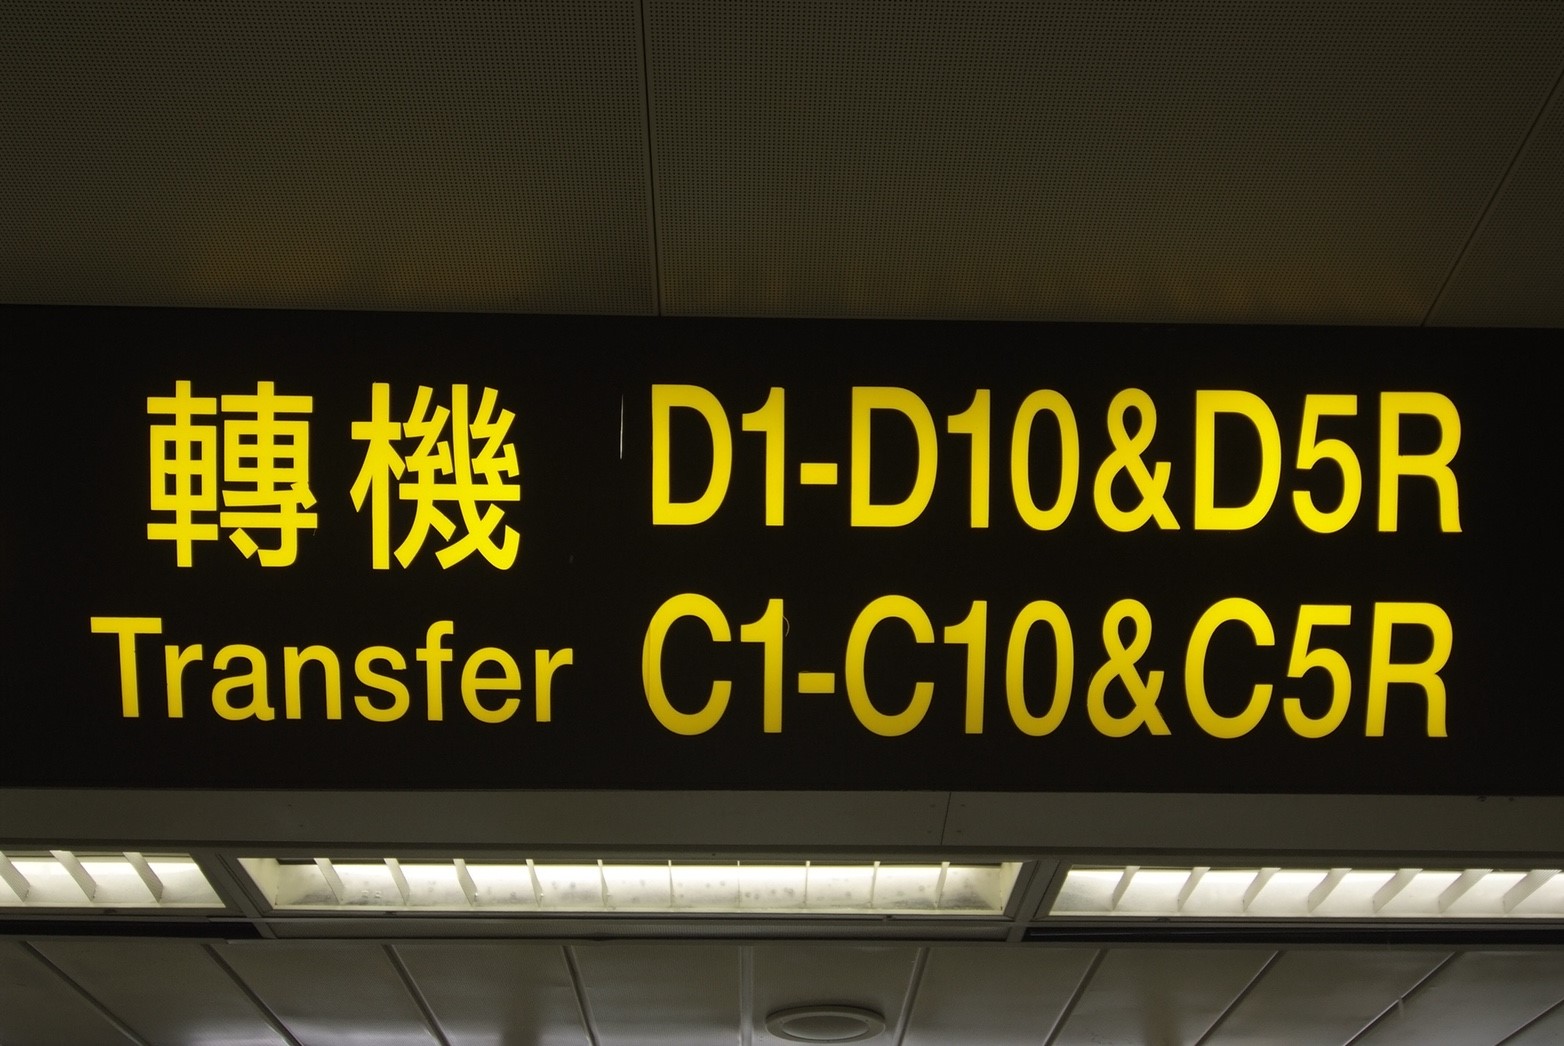 轉機 D1-D10&D5R
Transfer C1-C10&C5R